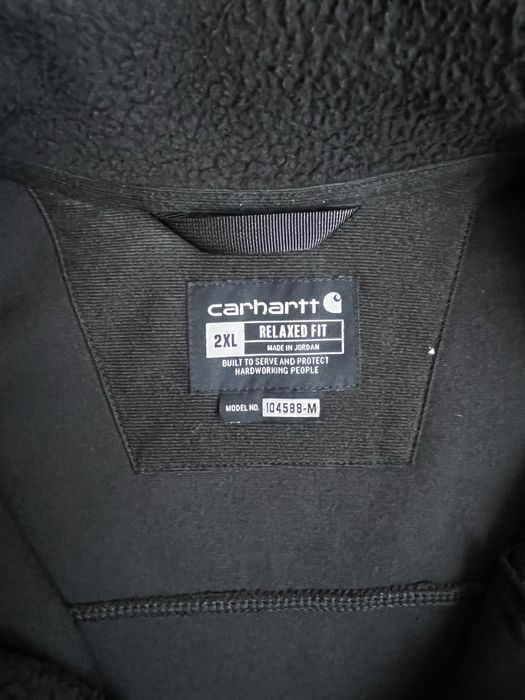 carhartt
2XL RELAXED FIT
MADE IN JORDAN
BUILT TO SERVE AND PROTECT
HARDWORKING PEOPLE
MODEL NO. 104588-M